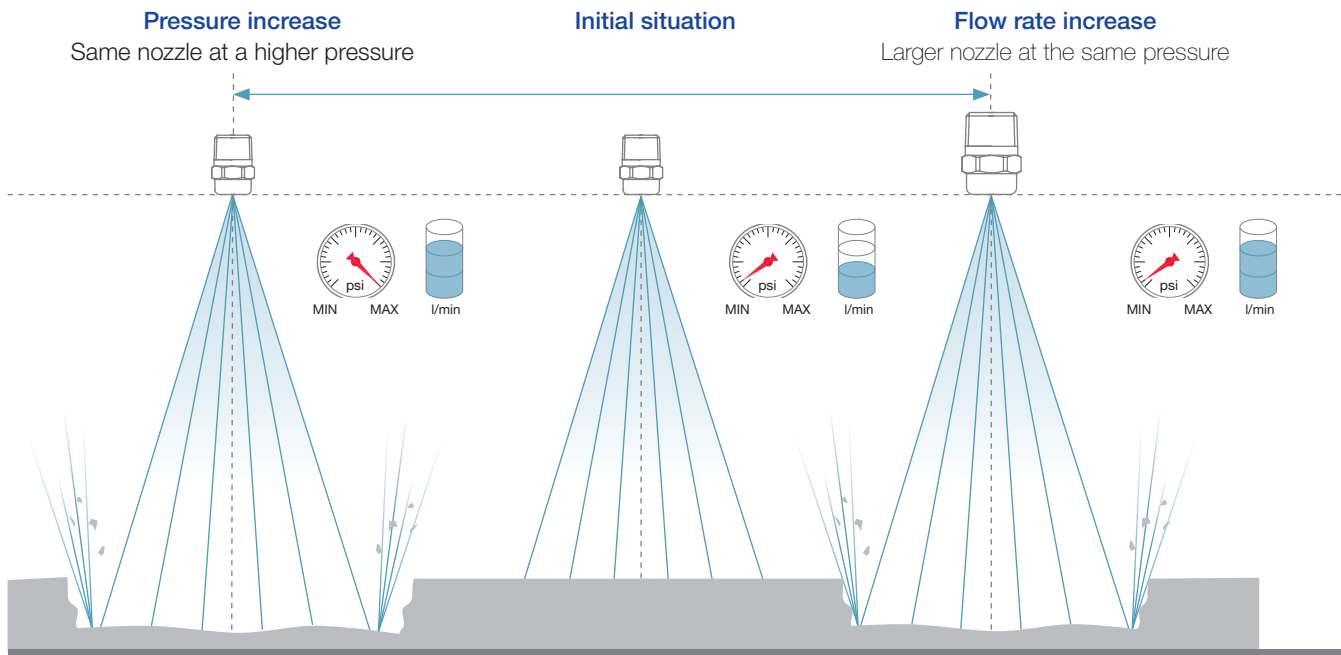 Pressure increase
Same nozzle at a higher pressure
Initial situation
Flow rate increase
Larger nozzle at the same pressure
psi
MIN MAX l/min
psi
MIN MAX l/min
psi
MIN MAX l/min